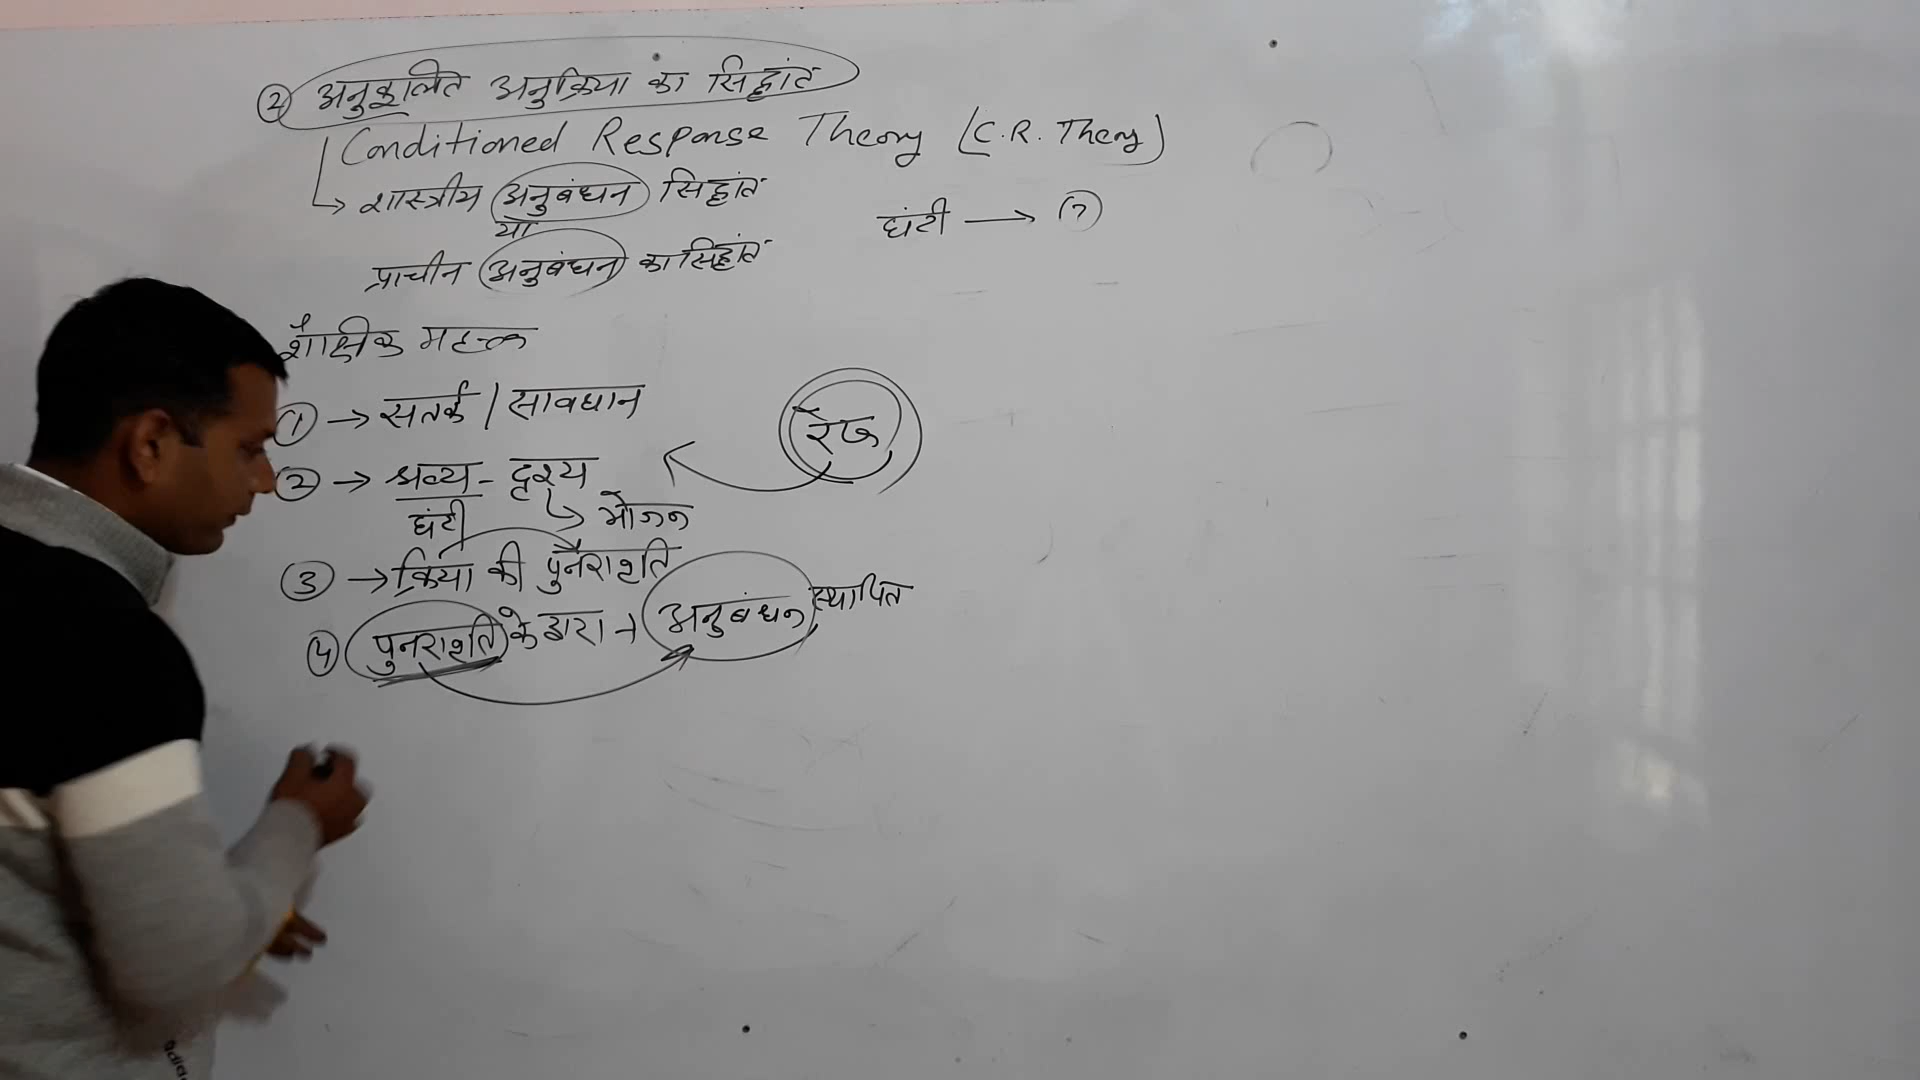 ② अनुकूलित अनुक्रिया का सिद्धांत
Conditioned Response Theory (C.R. Theory)
→ शास्त्रीय अनुबंधन सिद्धांत
या
प्राचीन अनुबंधन का सिद्धांत
घंटी → ?
शैक्षिक महत्व
① → सतर्क / सावधान
② → श्रव्य - दृश्य
घंटी → भोजन
③ → क्रिया की पुनरावृति
④ पुनरावृति के द्वारा → अनुबंधन स्थापित